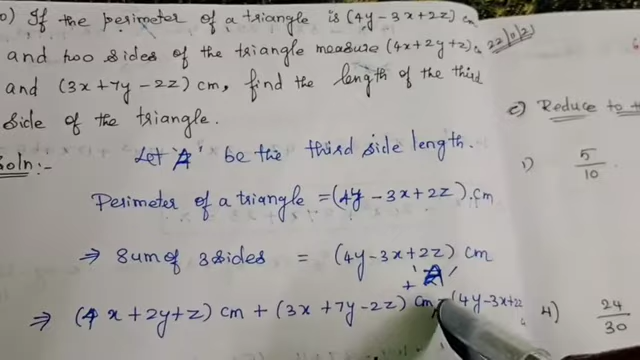 ) If the perimeter of a triangle is (4y - 3x + 2z) cm
and two sides of the triangle measure (4x + 2y + z)
and (3x + 7y - 2z) cm, find the length of the third
side of the triangle.
Soln:-
Let 'A' be the third side length.
Perimeter of a triangle = (4y - 3x + 2z).cm
⇒ Sum of 3 sides = (4y - 3x + 2z) cm
+ 'A'
⇒ (4x + 2y + z) cm + (3x + 7y - 2z) cm = (4y - 3x + 2z
c) Reduce to
1) 5/10
4) 24/30